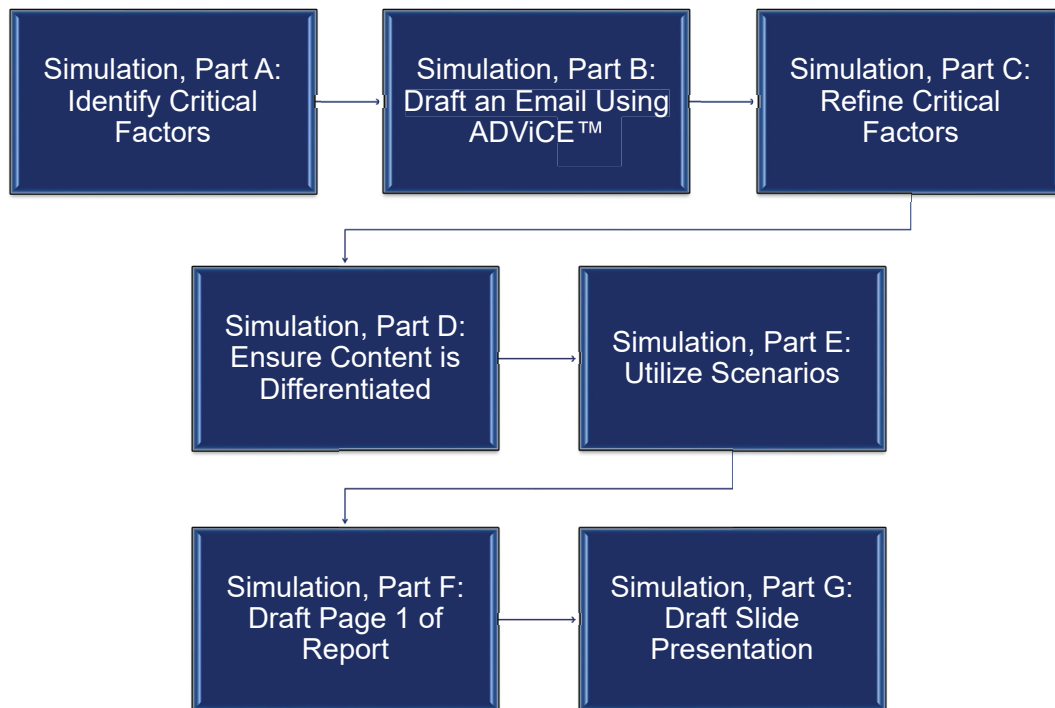 Simulation, Part A:
Identify Critical
Factors
Simulation, Part B:
Draft an Email Using
ADViCE™
Simulation, Part C:
Refine Critical
Factors
Simulation, Part D:
Ensure Content is
Differentiated
Simulation, Part E:
Utilize Scenarios
Simulation, Part F:
Draft Page 1 of
Report
Simulation, Part G:
Draft Slide
Presentation